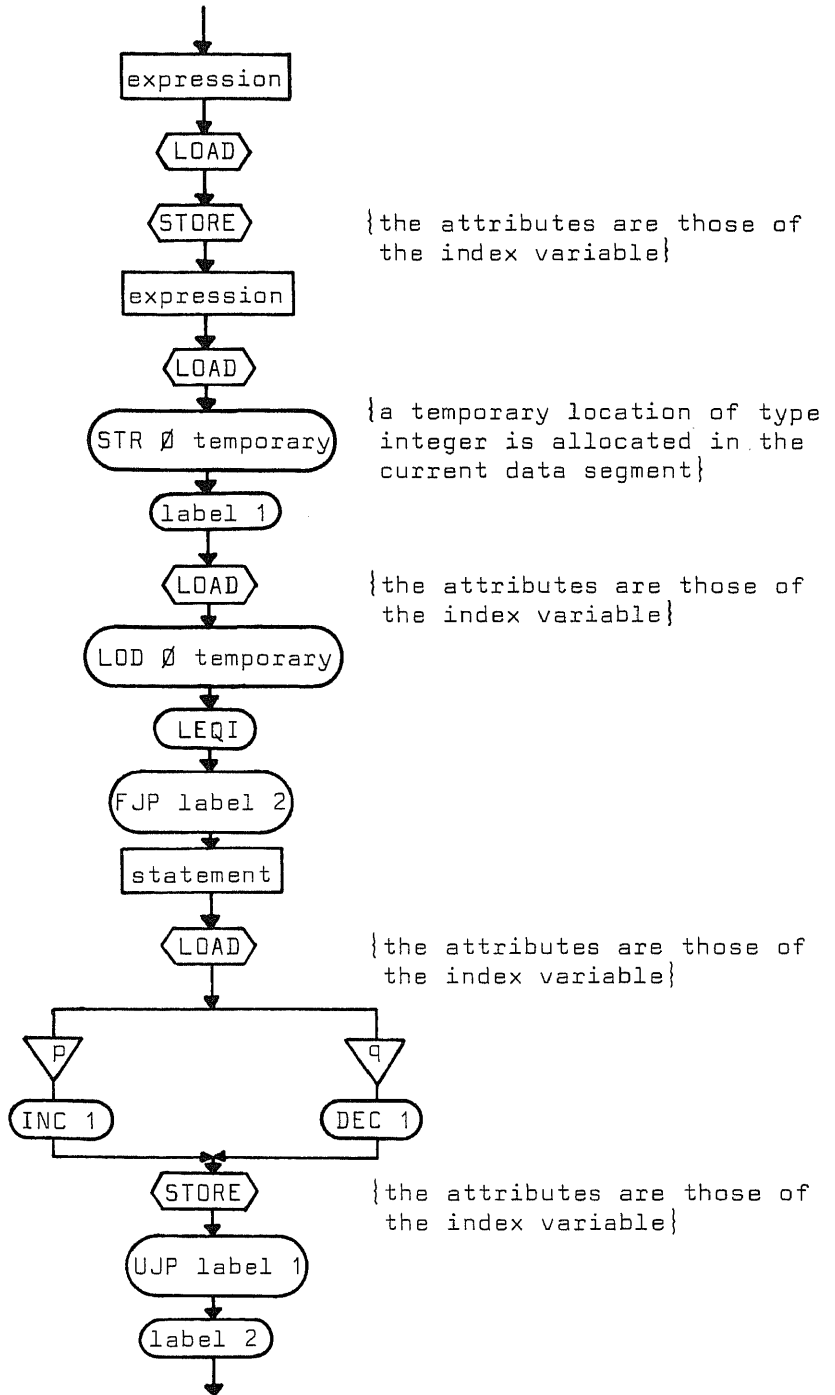 expression
LOAD
STORE
{the attributes are those of
the index variable}
expression
LOAD
STR Ø temporary
{a temporary location of type
integer is allocated in the
current data segment}
label 1
LOAD
{the attributes are those of
the index variable}
LOD Ø temporary
LEQI
FJP label 2
statement
LOAD
{the attributes are those of
the index variable}
p
q
INC 1
DEC 1
STORE
{the attributes are those of
the index variable}
UJP label 1
label 2